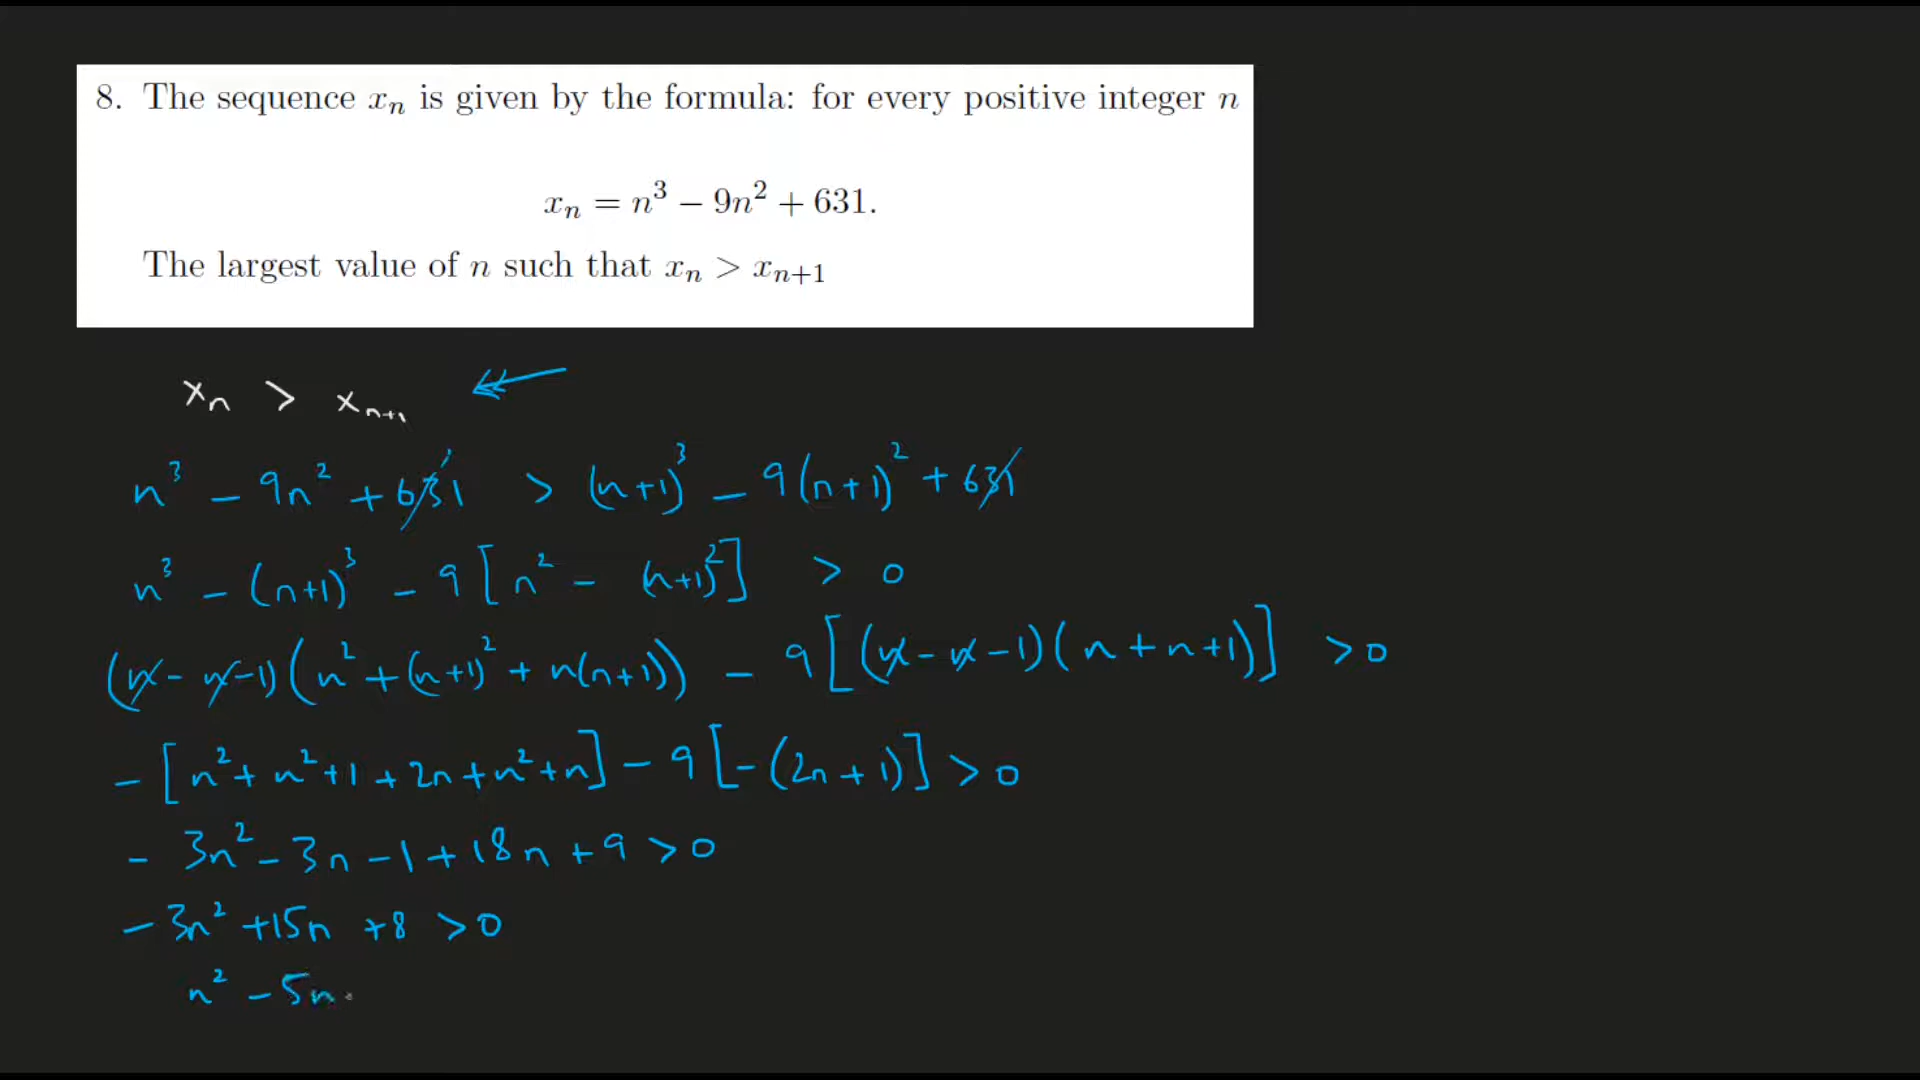 8. The sequence xₙ is given by the formula: for every positive integer n
xₙ = n³ − 9n² + 631.
The largest value of n such that xₙ > xₙ₊₁
xₙ > xₙ₊₁
n³ − 9n² + 631 > (n+1)³ − 9(n+1)² + 631
n³ − (n+1)³ − 9[n² − (n+1)²] > 0
(n − n − 1)(n² + (n+1)² + n(n+1)) − 9[(n − n − 1)(n + n + 1)] > 0
− [n² + n² + 1 + 2n + n² + n] − 9[−(2n + 1)] > 0
− 3n² − 3n − 1 + 18n + 9 > 0
− 3n² + 15n + 8 > 0
n² − 5n